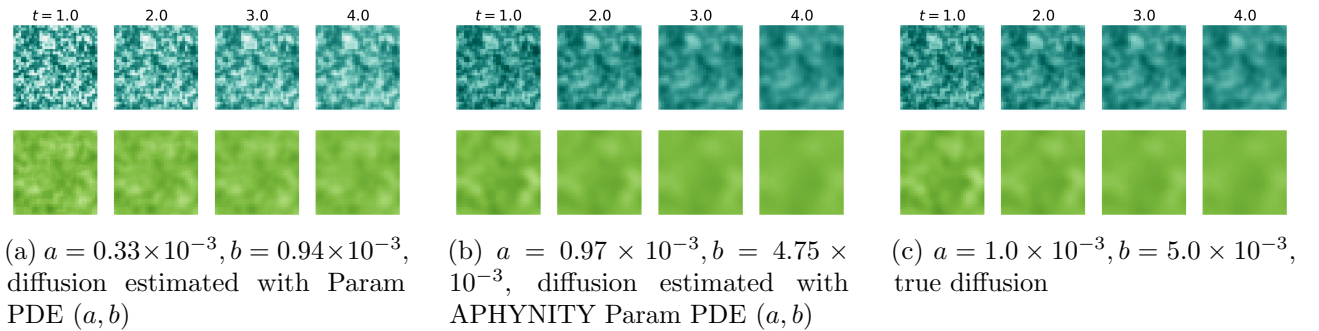 t = 1.0 2.0 3.0 4.0
t = 1.0 2.0 3.0 4.0
t = 1.0 2.0 3.0 4.0
(a) a = 0.33×10⁻³, b = 0.94×10⁻³,
diffusion estimated with Param
PDE (a, b)
(b) a = 0.97 × 10⁻³, b = 4.75 ×
10⁻³, diffusion estimated with
APHYNITY Param PDE (a, b)
(c) a = 1.0 × 10⁻³, b = 5.0 × 10⁻³,
true diffusion